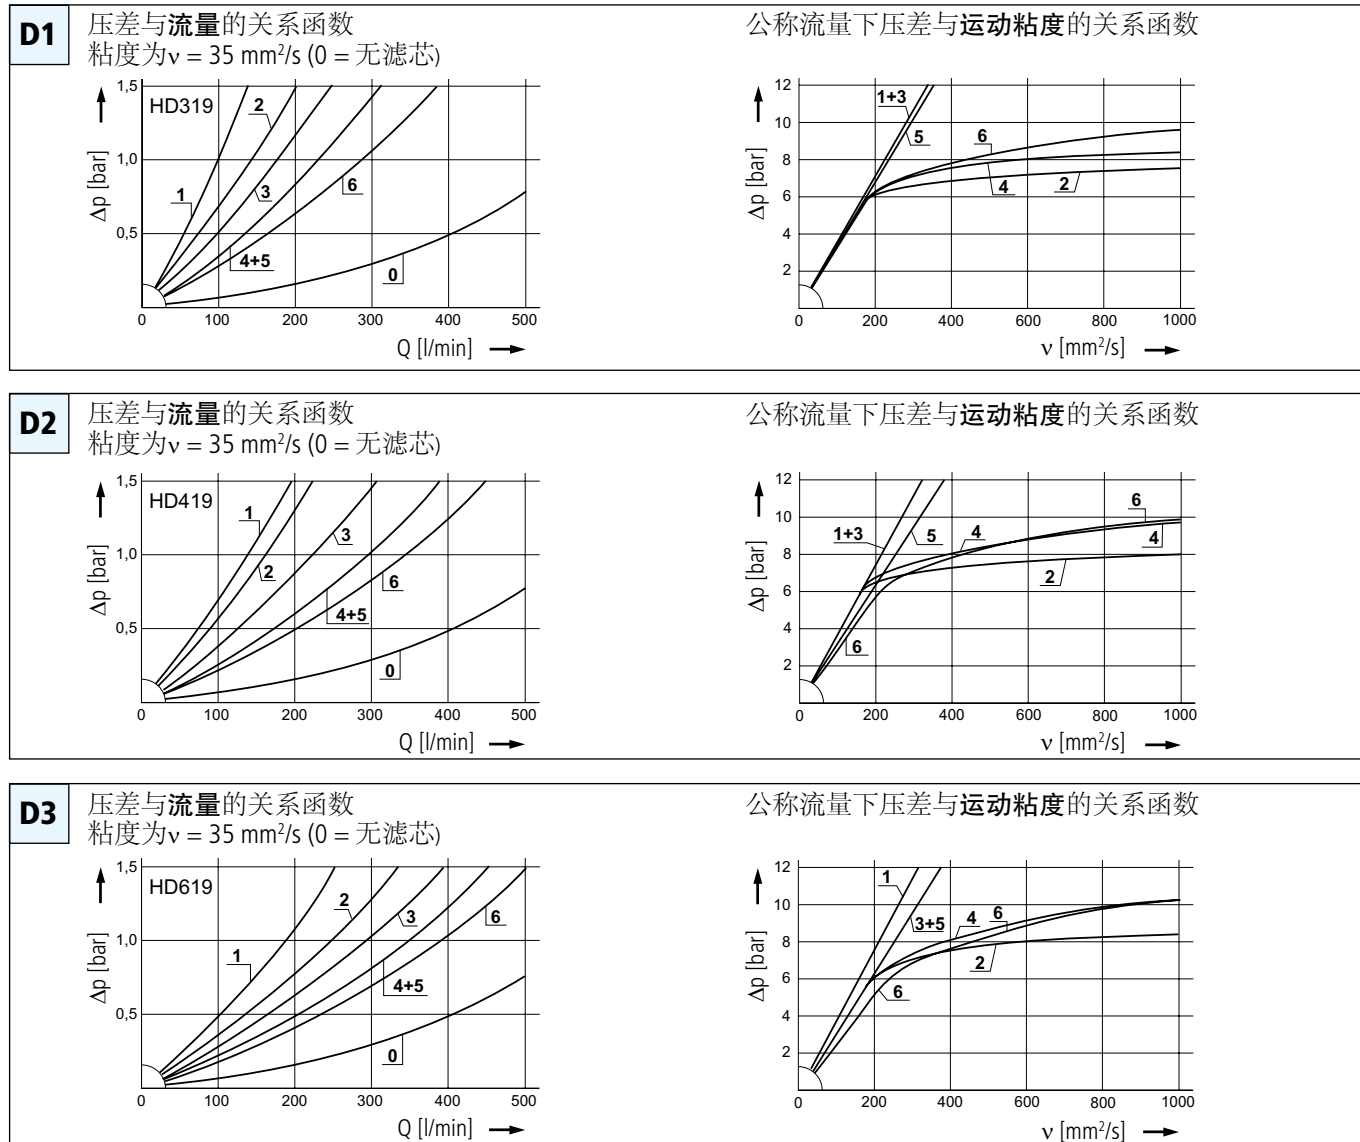 D1
压差与流量的关系函数
粘度为ν = 35 mm²/s (0 = 无滤芯)
公称流量下压差与运动粘度的关系函数
HD319
Δp [bar]
1,5
1,0
0,5
1
2
3
4+5
6
0
0 100 200 300 400 500
Q [l/min]
Δp [bar]
12
10
8
6
4
2
1+3
5
6
4
2
0 200 400 600 800 1000
ν [mm²/s]
D2
压差与流量的关系函数
粘度为ν = 35 mm²/s (0 = 无滤芯)
公称流量下压差与运动粘度的关系函数
HD419
Δp [bar]
1,5
1,0
0,5
1
2
3
4+5
6
0
0 100 200 300 400 500
Q [l/min]
Δp [bar]
12
10
8
6
4
2
1+3
5
4
6
4
2
6
0 200 400 600 800 1000
ν [mm²/s]
D3
压差与流量的关系函数
粘度为ν = 35 mm²/s (0 = 无滤芯)
公称流量下压差与运动粘度的关系函数
HD619
Δp [bar]
1,5
1,0
0,5
1
2
3
4+5
6
0
0 100 200 300 400 500
Q [l/min]
Δp [bar]
12
10
8
6
4
2
1
3+5
4
6
2
6
0 200 400 600 800 1000
ν [mm²/s]